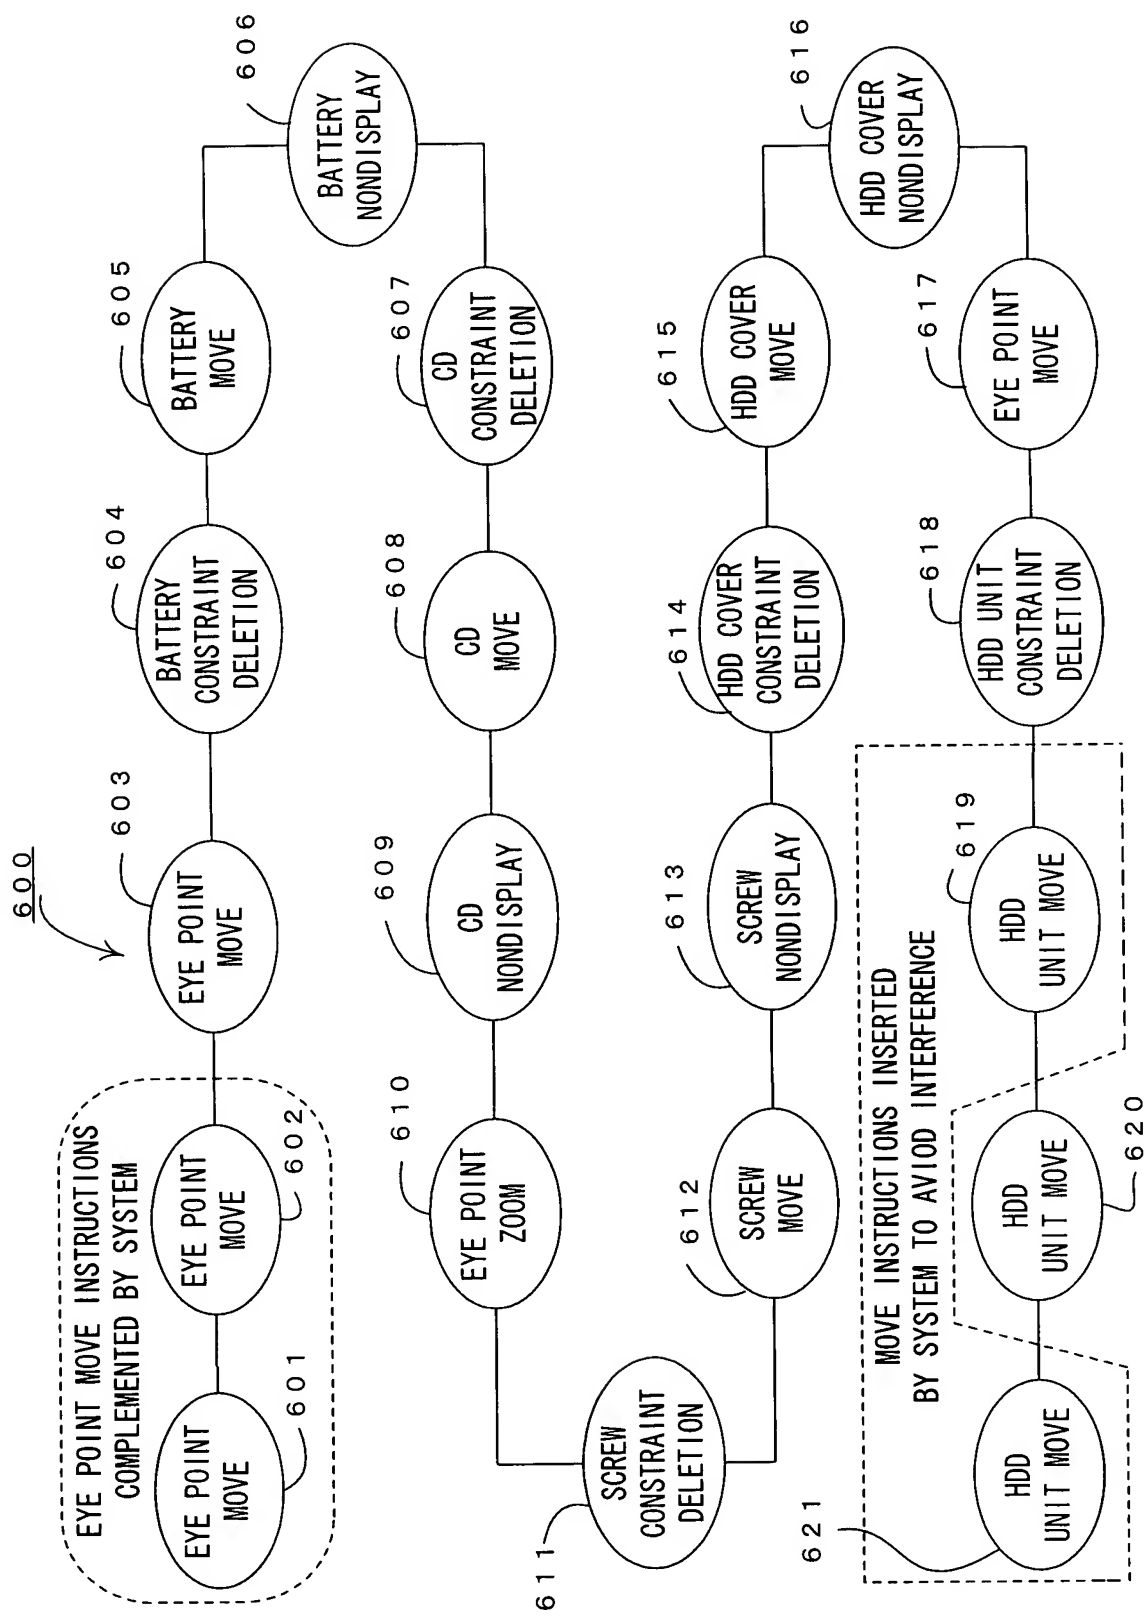 600
EYE POINT MOVE INSTRUCTIONS
COMPLEMENTED BY SYSTEM
EYE POINT
MOVE
601
EYE POINT
MOVE
602
EYE POINT
MOVE
603
BATTERY
CONSTRAINT
DELETION
604
BATTERY
MOVE
605
BATTERY
NONDISPLAY
606
CD
CONSTRAINT
DELETION
607
CD
MOVE
608
CD
NONDISPLAY
609
EYE POINT
ZOOM
610
SCREW
CONSTRAINT
DELETION
611
SCREW
MOVE
612
SCREW
NONDISPLAY
613
HDD COVER
CONSTRAINT
DELETION
614
HDD COVER
MOVE
615
HDD COVER
NONDISPLAY
616
EYE POINT
MOVE
617
HDD UNIT
CONSTRAINT
DELETION
618
MOVE INSTRUCTIONS INSERTED
BY SYSTEM TO AVIOD INTERFERENCE
HDD
UNIT MOVE
619
HDD
UNIT MOVE
620
HDD
UNIT MOVE
621